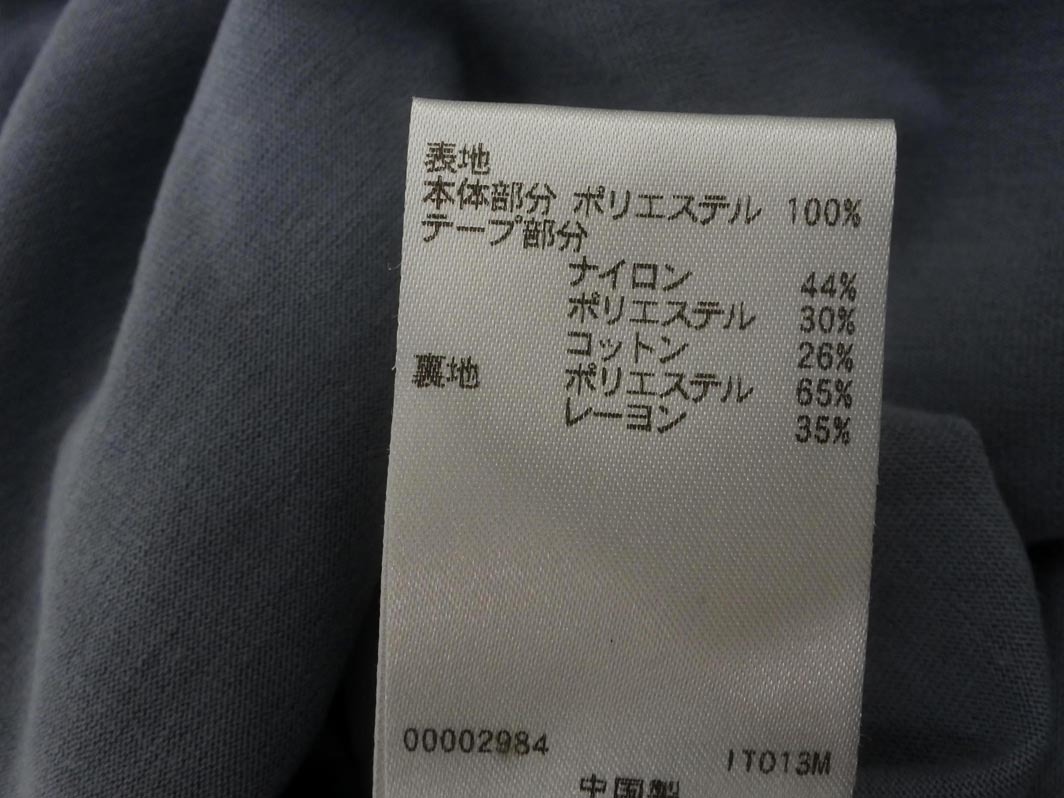 表地
本体部分 ポリエステル 100%
テープ部分
ナイロン 44%
ポリエステル 30%
コットン 26%
裏地 ポリエステル 65%
レーヨン 35%
00002984 IT013M
中国製